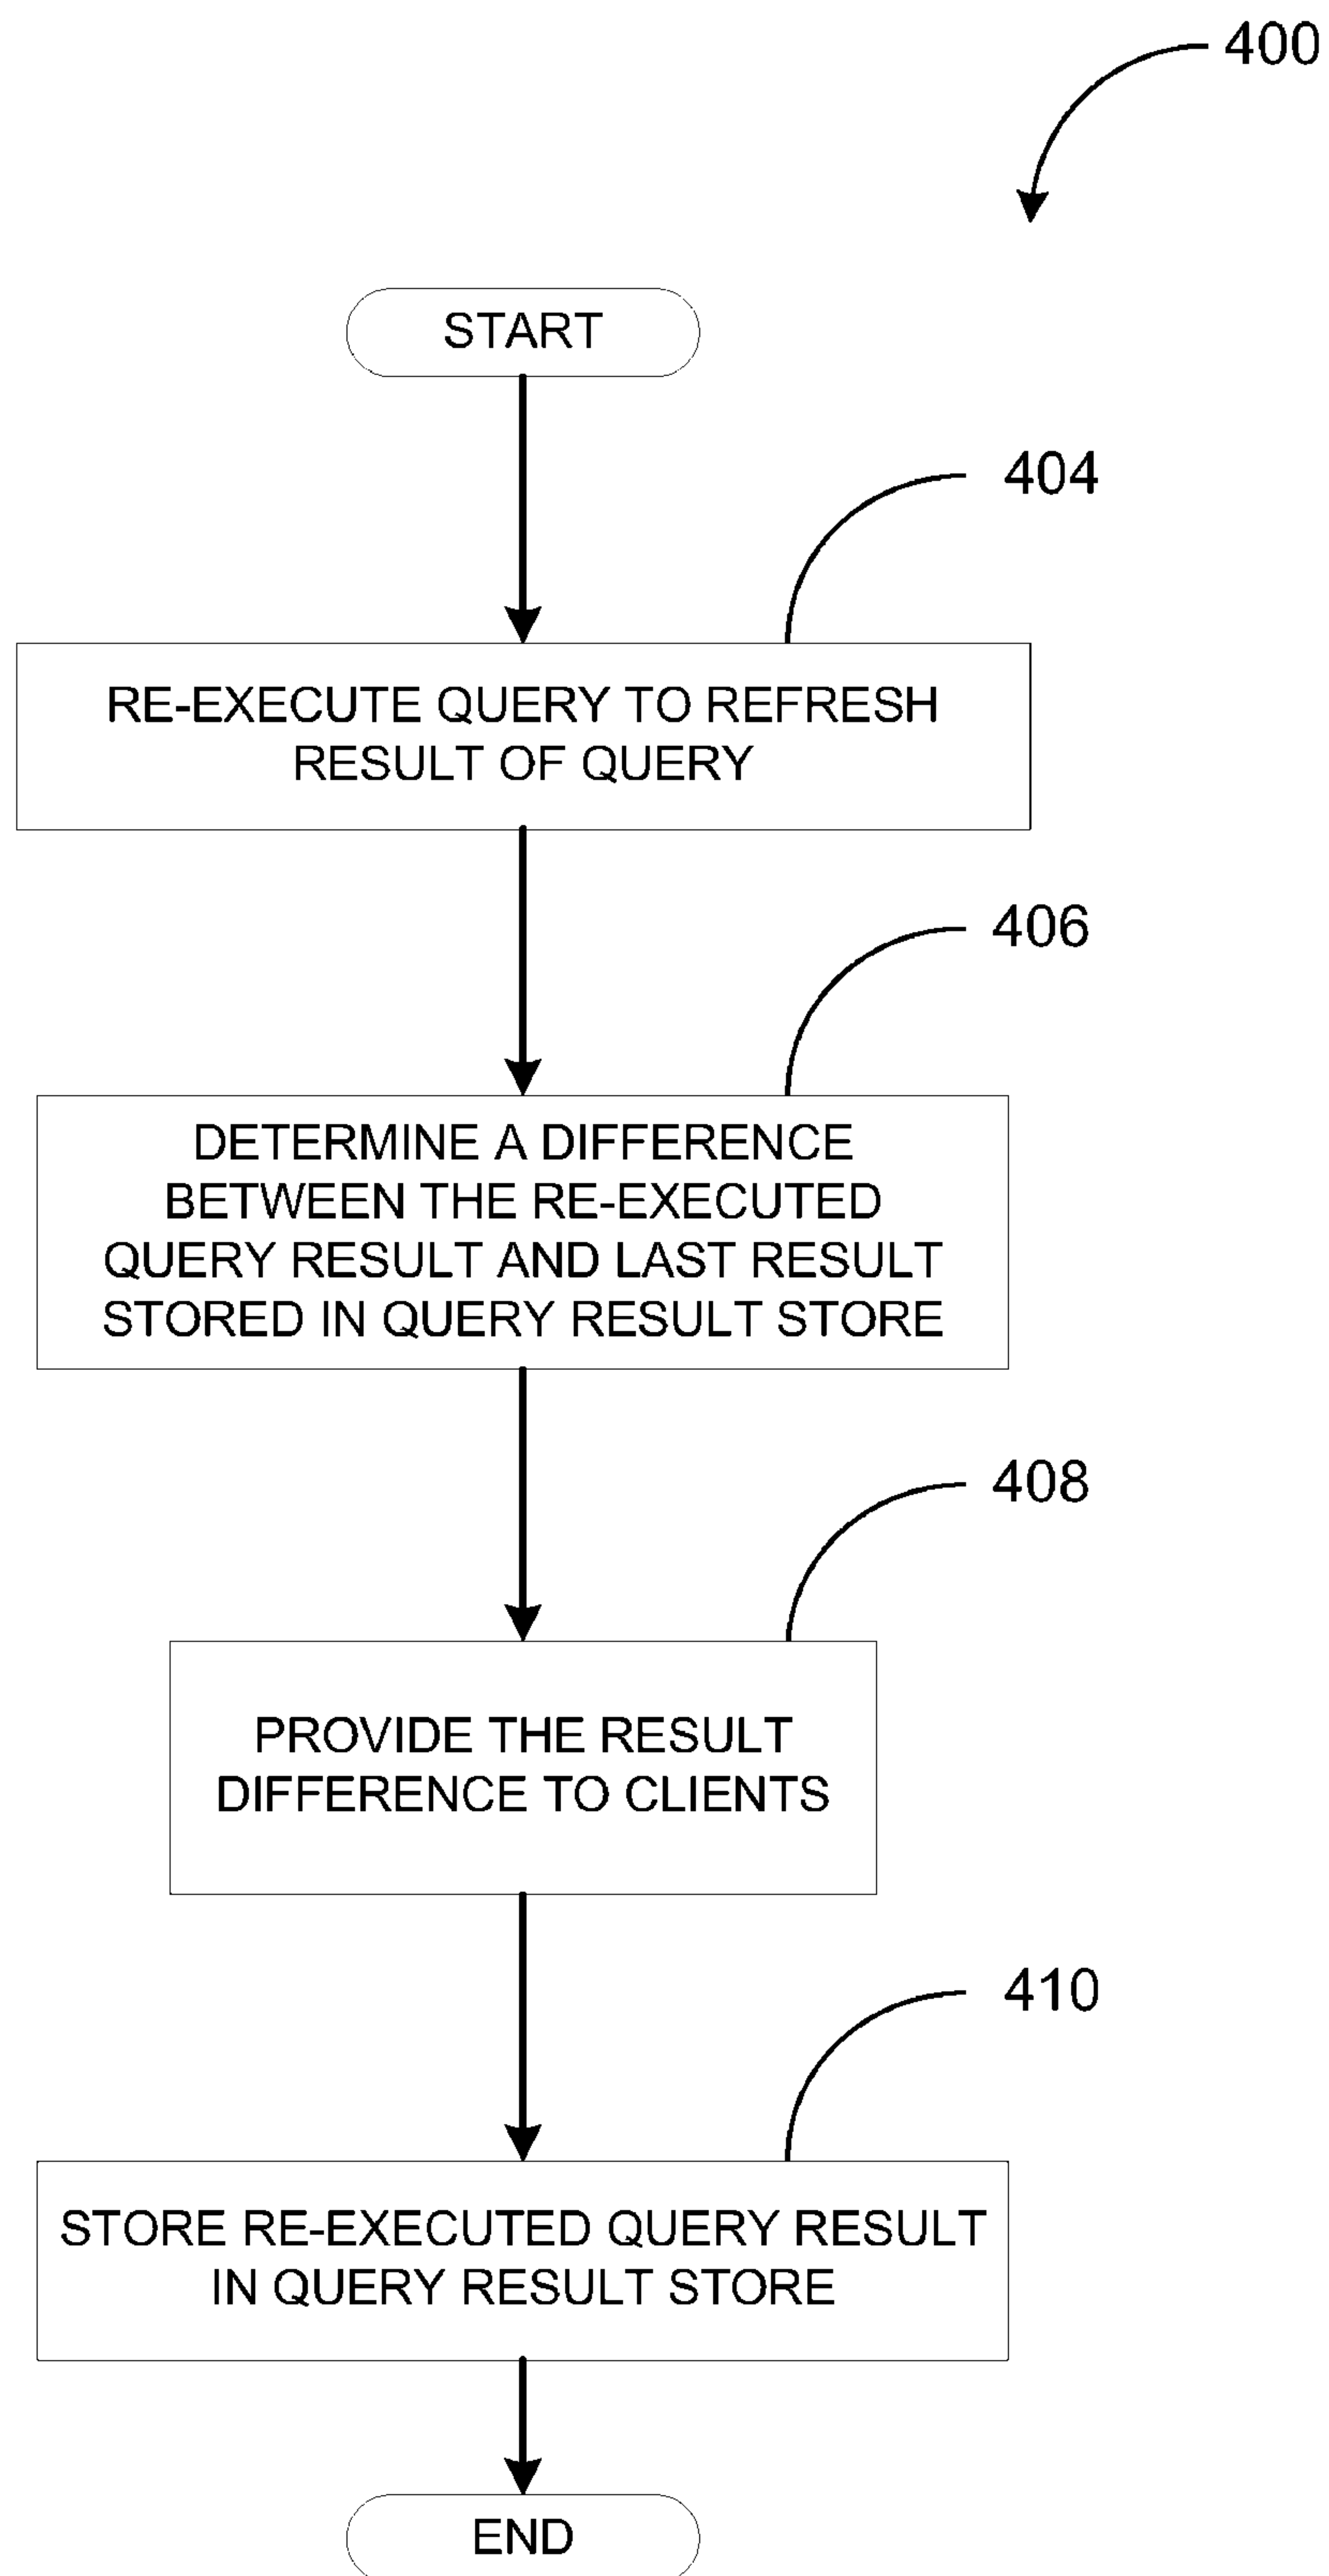 400
START
404
RE-EXECUTE QUERY TO REFRESH
RESULT OF QUERY
406
DETERMINE A DIFFERENCE
BETWEEN THE RE-EXECUTED
QUERY RESULT AND LAST RESULT
STORED IN QUERY RESULT STORE
408
PROVIDE THE RESULT
DIFFERENCE TO CLIENTS
410
STORE RE-EXECUTED QUERY RESULT
IN QUERY RESULT STORE
END